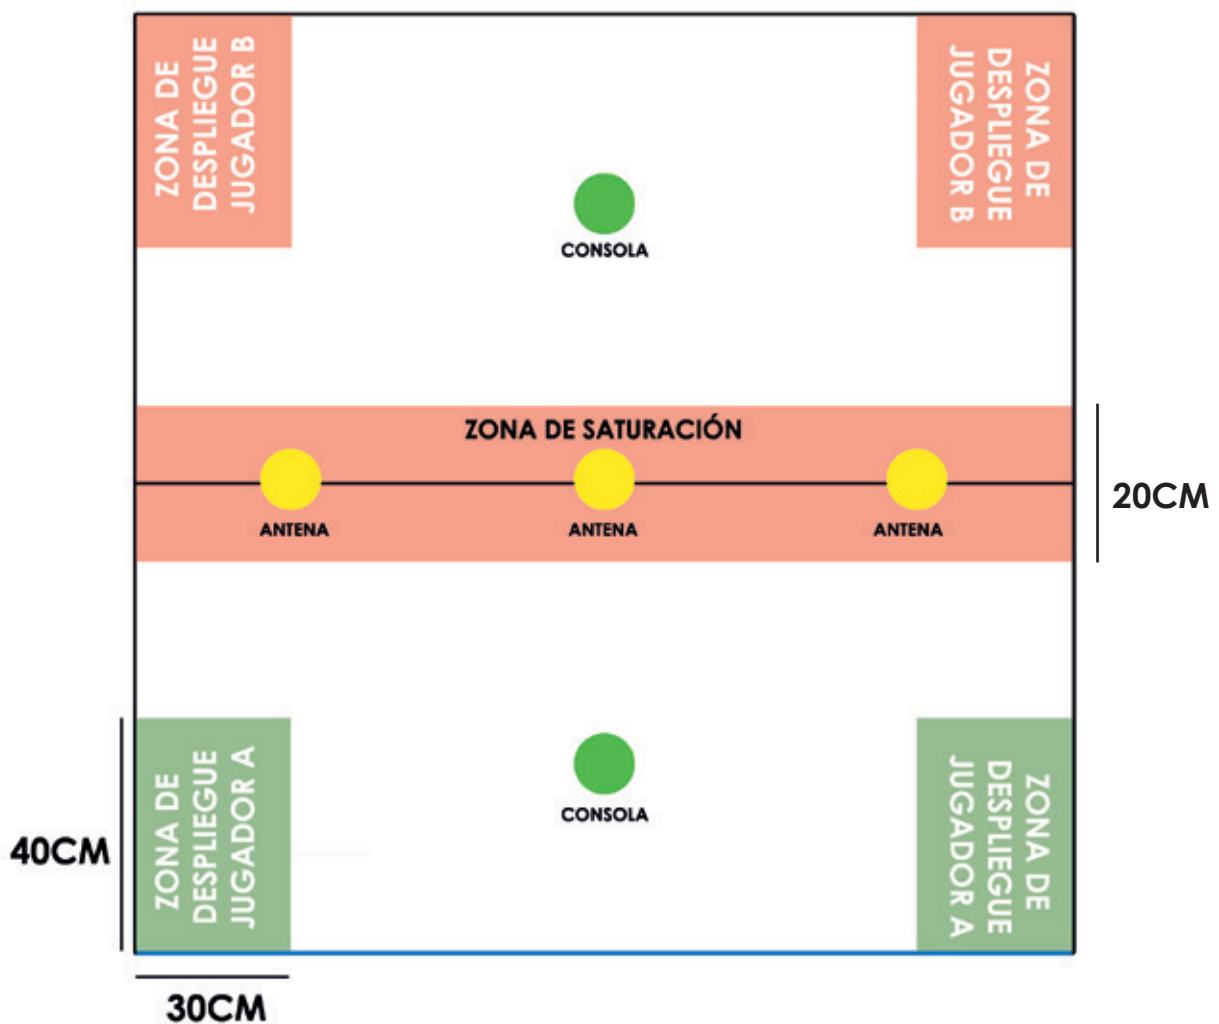 ZONA DE
DESPLIEGUE
JUGADOR B
ZONA DE
DESPLIEGUE
JUGADOR B
CONSOLA
ZONA DE SATURACIÓN
20CM
ANTENA
ANTENA
ANTENA
ZONA DE
DESPLIEGUE
JUGADOR A
CONSOLA
ZONA DE
DESPLIEGUE
JUGADOR A
40CM
30CM